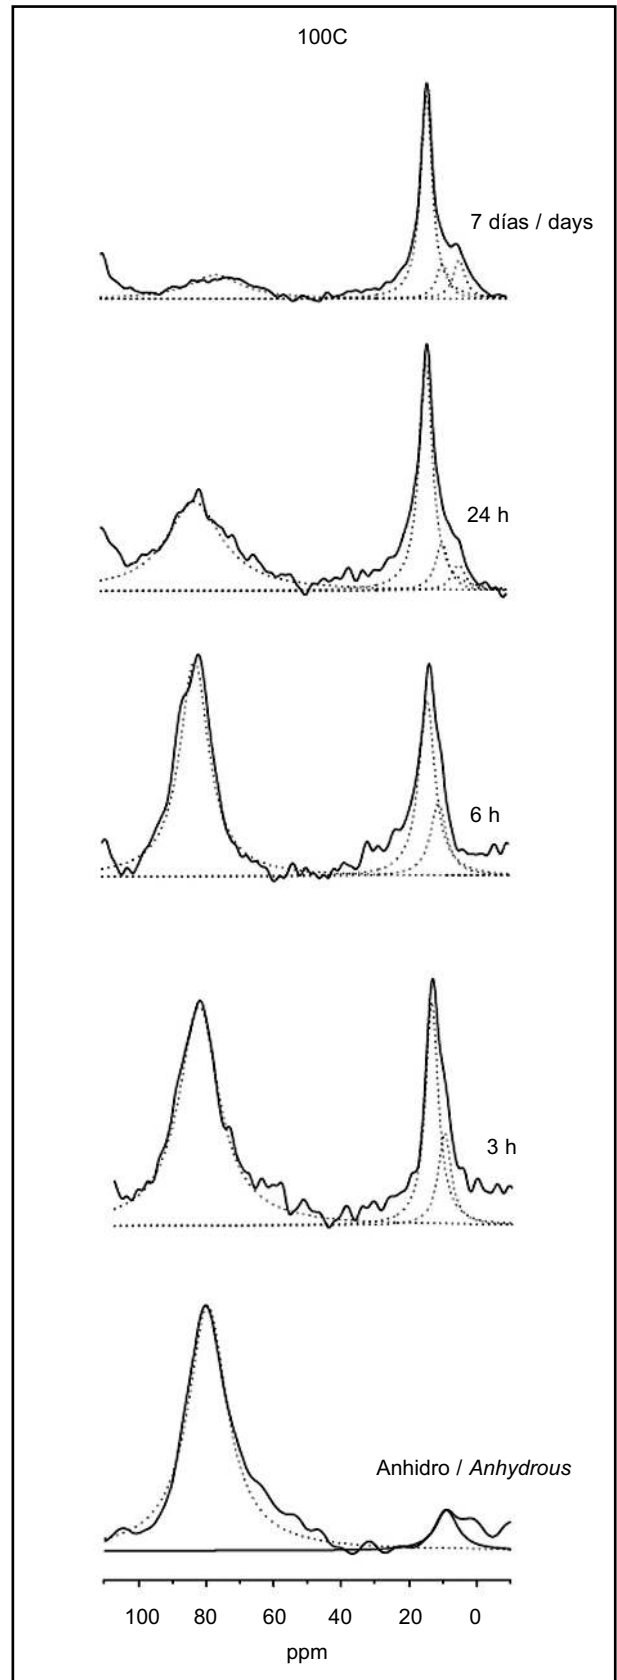 100C
7 días / days
24 h
6 h
3 h
Anhidro / Anhydrous
100 80 60 40 20 0
ppm